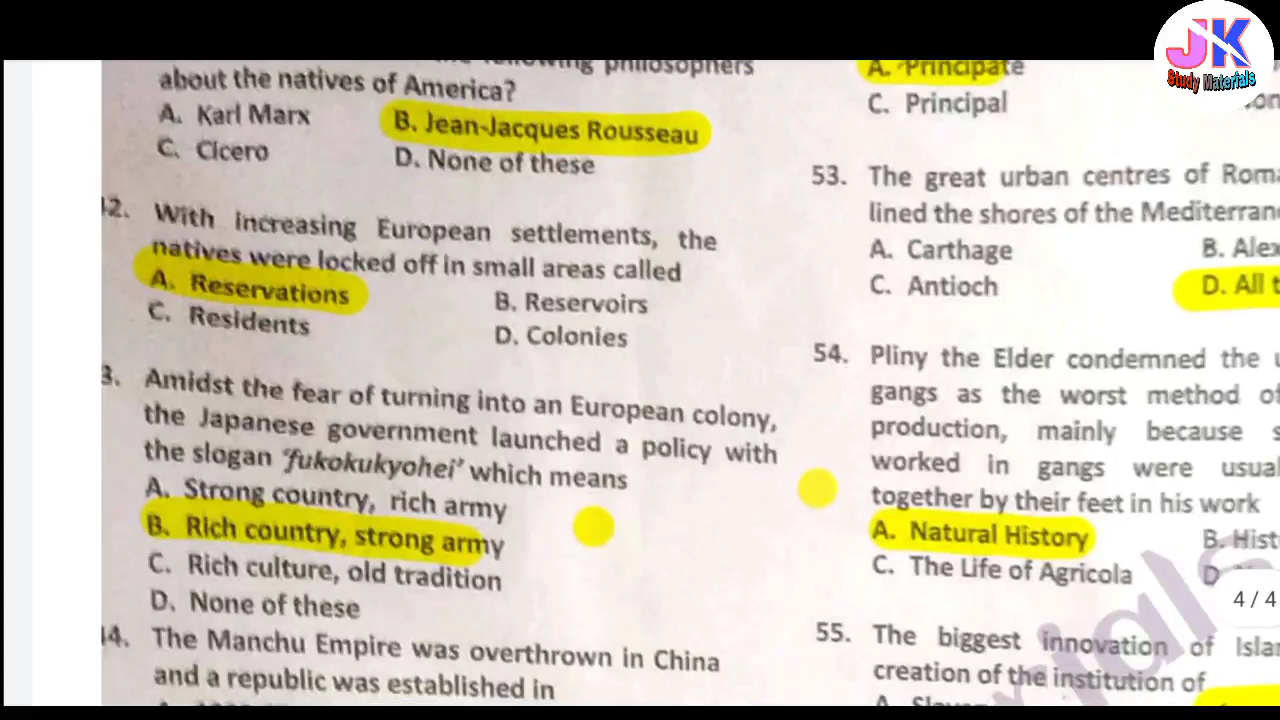 JK
Study Materials
following philosophers
about the natives of America?
A. Karl Marx
B. Jean-Jacques Rousseau
C. Cicero
D. None of these
42. With increasing European settlements, the
natives were locked off in small areas called
A. Reservations
B. Reservoirs
C. Residents
D. Colonies
3. Amidst the fear of turning into an European colony,
the Japanese government launched a policy with
the slogan ‘fukokukyohei’ which means
A. Strong country, rich army
B. Rich country, strong army
C. Rich culture, old tradition
D. None of these
44. The Manchu Empire was overthrown in China
and a republic was established in
A. Principate
C. Principal
53. The great urban centres of
lined the shores of the
A. Carthage
B.
C. Antioch
D. All
54. Pliny the Elder condemned the
gangs as the worst method of
production, mainly because
worked in gangs were
together by their feet in his work
A. Natural History
B.
C. The Life of Agricola
D
4 / 4
55. The biggest innovation of
creation of the institution of
A.